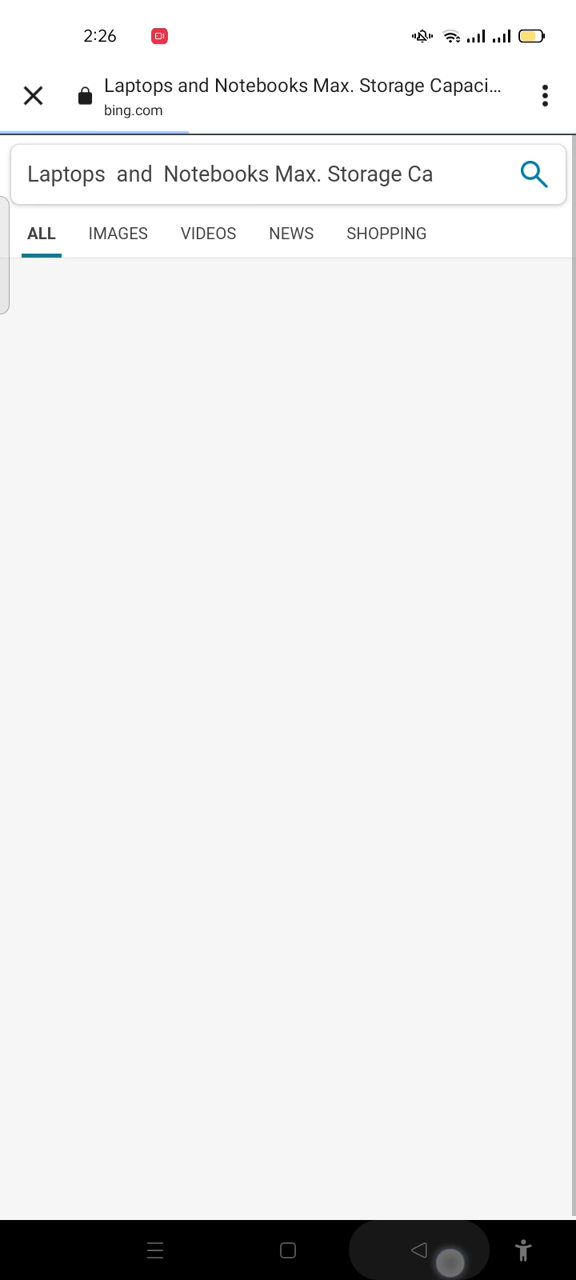 2:26
Laptops and Notebooks Max. Storage Capaci...
bing.com
Laptops and Notebooks Max. Storage Ca
ALL IMAGES VIDEOS NEWS SHOPPING